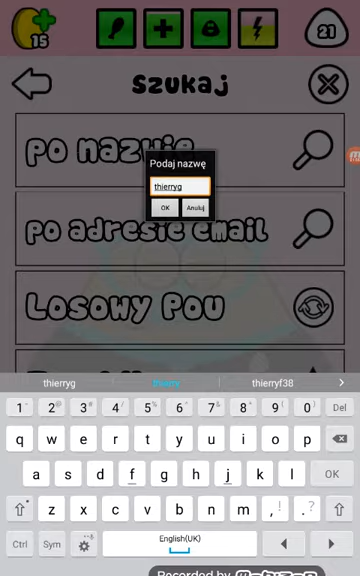 15
21
Szukaj
po nazwie
Podaj nazwę
thierryg
OK Anuluj
po adresie email
Losowy Pou
thierryg thierry thierryf38
1 2 3 4 5 6 7 8 9 0 Del
q w e r t y u i o p
a s d f g h j k l OK
z x c v b n m , ! . ?
Ctrl Sym English(UK)
Recorded by